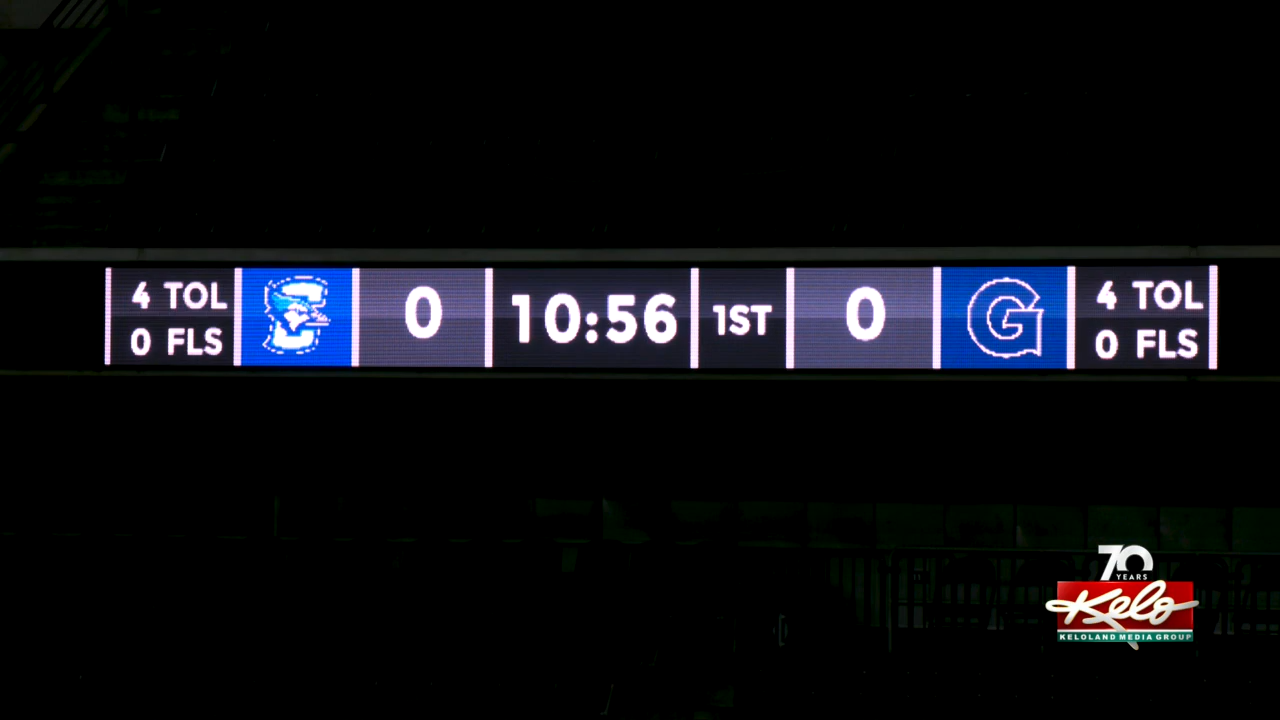 4 TOL
0 FLS
C
0
10:56
1ST
0
G
4 TOL
0 FLS
70
YEARS
Kelo
KELOLAND MEDIA GROUP